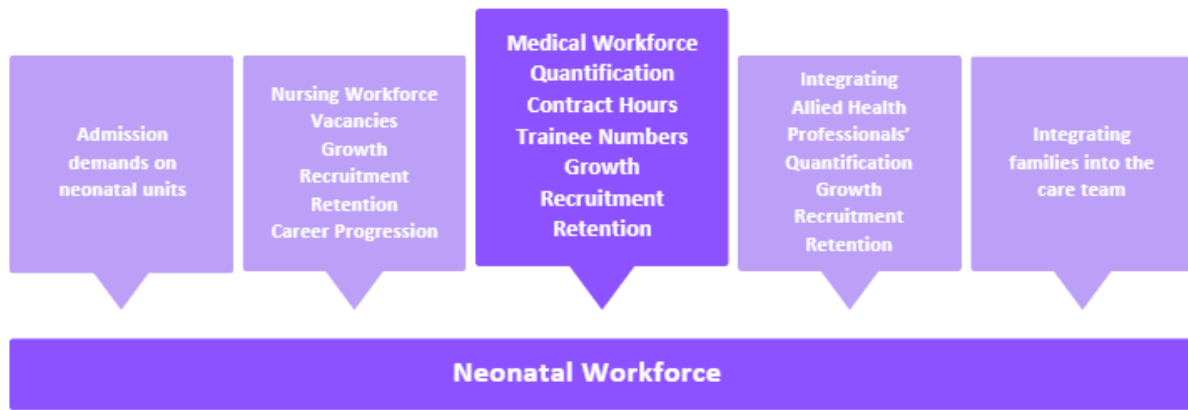 Admission
demands on
neonatal units
Nursing Workforce
Vacancies
Growth
Recruitment
Retention
Career Progression
Medical Workforce
Quantification
Contract Hours
Trainee Numbers
Growth
Recruitment
Retention
Integrating
Allied Health
Professionals’
Quantification
Growth
Recruitment
Retention
Integrating
families into the
care team
Neonatal Workforce